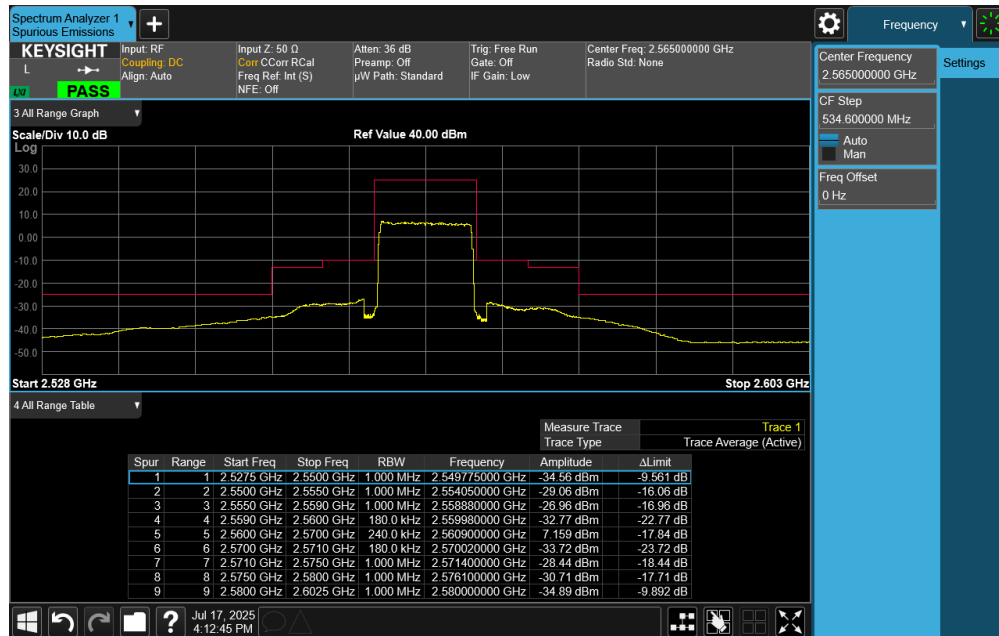 Spectrum Analyzer 1
Spurious Emissions
Frequency
KEYSIGHT
L
LXI
PASS
Input: RF
Coupling: DC
Align: Auto
Input Z: 50 Ω
Corr CCorr RCal
Freq Ref: Int (S)
NFE: Off
Atten: 36 dB
Preamp: Off
µW Path: Standard
Trig: Free Run
Gate: Off
IF Gain: Low
Center Freq: 2.565000000 GHz
Radio Std: None
Center Frequency
2.565000000 GHz
Settings
CF Step
534.600000 MHz
Auto
Man
Freq Offset
0 Hz
3 All Range Graph
Scale/Div 10.0 dB
Ref Value 40.00 dBm
Log
30.0
20.0
10.0
0.00
-10.0
-20.0
-30.0
-40.0
-50.0
Start 2.528 GHz
Stop 2.603 GHz
4 All Range Table
Measure Trace Trace 1
Trace Type Trace Average (Active)
Spur Range Start Freq Stop Freq RBW Frequency Amplitude ΔLimit
1 1 2.5275 GHz 2.5500 GHz 1.000 MHz 2.549775000 GHz -34.56 dBm -9.561 dB
2 2 2.5500 GHz 2.5550 GHz 1.000 MHz 2.554050000 GHz -29.06 dBm -16.06 dB
3 3 2.5550 GHz 2.5590 GHz 1.000 MHz 2.558880000 GHz -26.96 dBm -16.96 dB
4 4 2.5590 GHz 2.5600 GHz 180.0 kHz 2.559980000 GHz -32.77 dBm -22.77 dB
5 5 2.5600 GHz 2.5700 GHz 240.0 kHz 2.560900000 GHz 7.159 dBm -17.84 dB
6 6 2.5700 GHz 2.5710 GHz 180.0 kHz 2.570020000 GHz -33.72 dBm -23.72 dB
7 7 2.5710 GHz 2.5750 GHz 1.000 MHz 2.571400000 GHz -28.44 dBm -18.44 dB
8 8 2.5750 GHz 2.5800 GHz 1.000 MHz 2.576100000 GHz -30.71 dBm -17.71 dB
9 9 2.5800 GHz 2.6025 GHz 1.000 MHz 2.580000000 GHz -34.89 dBm -9.892 dB
Jul 17, 2025
4:12:45 PM